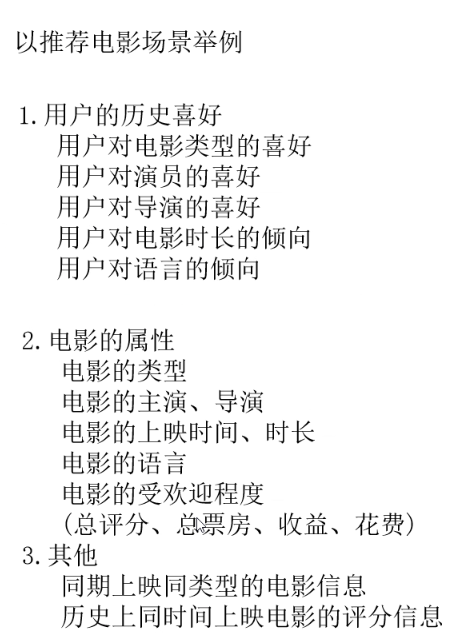 以推荐电影场景举例
1.用户的历史喜好
用户对电影类型的喜好
用户对演员的喜好
用户对导演的喜好
用户对电影时长的倾向
用户对语言的倾向
2.电影的属性
电影的类型
电影的主演、导演
电影的上映时间、时长
电影的语言
电影的受欢迎程度
(总评分、总票房、收益、花费)
3.其他
同期上映同类型的电影信息
历史上同时间上映电影的评分信息